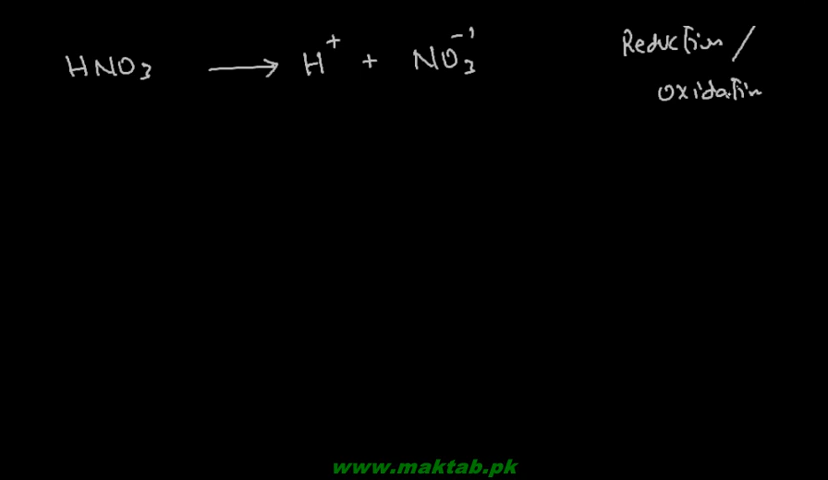 HNO₃ ⟶ H⁺ + NO₃⁻¹
Reduction /
Oxidation
www.maktab.pk